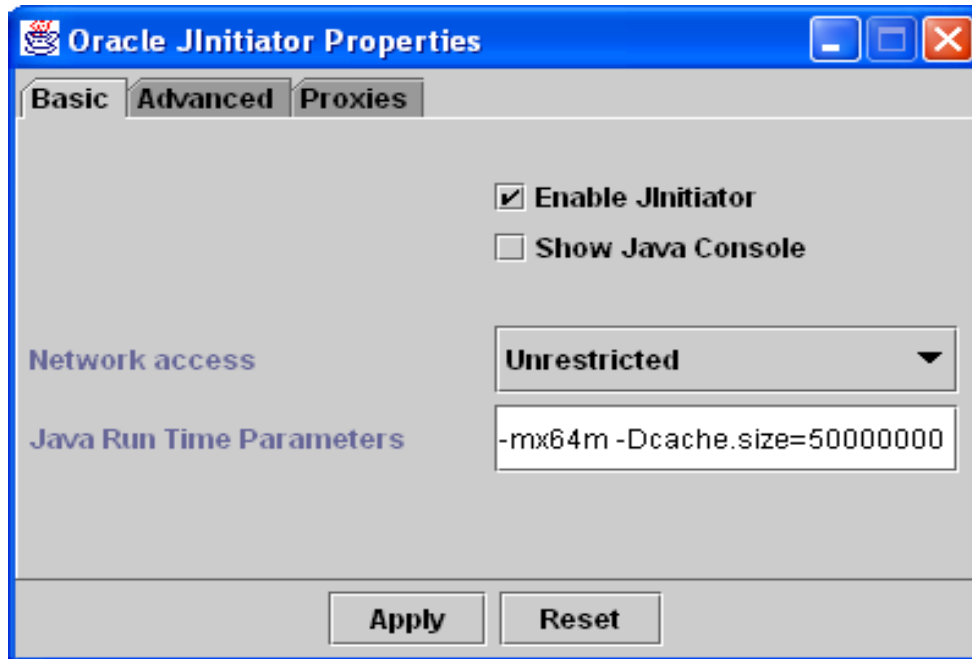 Oracle JInitiator Properties
Basic Advanced Proxies
Enable JInitiator
Show Java Console
Network access Unrestricted
Java Run Time Parameters -mx64m -Dcache.size=50000000
Apply Reset